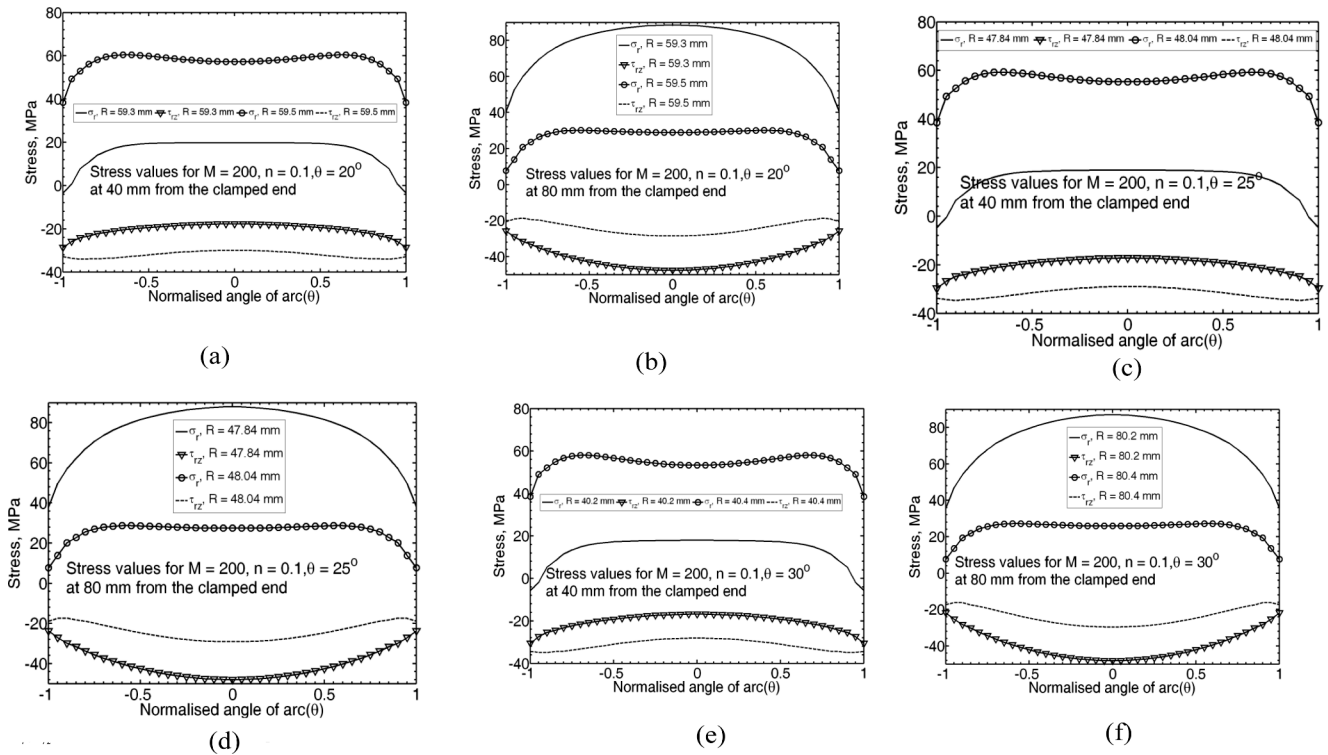 80
60
40
20
0
-20
-40
-1
-0.5
0
0.5
1
Stress, MPa
σr, R = 59.3 mm τrz, R = 59.3 mm σr, R = 59.5 mm τrz, R = 59.5 mm
Stress values for M = 200, n = 0.1,θ = 20o
at 40 mm from the clamped end
Normalised angle of arc(θ)
(a)
80
60
40
20
0
-20
-40
-1
-0.5
0
0.5
1
Stress, MPa
σr, R = 59.3 mm
τrz, R = 59.3 mm
σr, R = 59.5 mm
τrz, R = 59.5 mm
Stress values for M = 200, n = 0.1,θ = 20o
at 80 mm from the clamped end
Normalised angle of arc(θ)
(b)
80
60
40
20
0
-20
-40
-1
-0.5
0
0.5
1
Stress, MPa
σr, R = 47.84 mm τrz, R = 47.84 mm σr, R = 48.04 mm τrz, R = 48.04 mm
Stress values for M = 200, n = 0.1,θ = 25o
at 40 mm from the clamped end
Normalised angle of arc(θ)
(c)
80
60
40
20
0
-20
-40
-1
-0.5
0
0.5
1
Stress, MPa
σr, R = 47.84 mm
τrz, R = 47.84 mm
σr, R = 48.04 mm
τrz, R = 48.04 mm
Stress values for M = 200, n = 0.1,θ = 25o
at 80 mm from the clamped end
Normalised angle of arc(θ)
(d)
80
60
40
20
0
-20
-40
-1
-0.5
0
0.5
1
Stress, MPa
σr, R = 40.2 mm τrz, R = 40.2 mm σr, R = 40.4 mm τrz, R = 40.4 mm
Stress values for M = 200, n = 0.1,θ = 30o
at 40 mm from the clamped end
Normalised angle of arc(θ)
(e)
80
60
40
20
0
-20
-40
-1
-0.5
0
0.5
1
Stress, MPa
σr, R = 80.2 mm
τrz, R = 80.2 mm
σr, R = 80.4 mm
τrz, R = 80.4 mm
Stress values for M = 200, n = 0.1,θ = 30o
at 80 mm from the clamped end
Normalised angle of arc(θ)
(f)